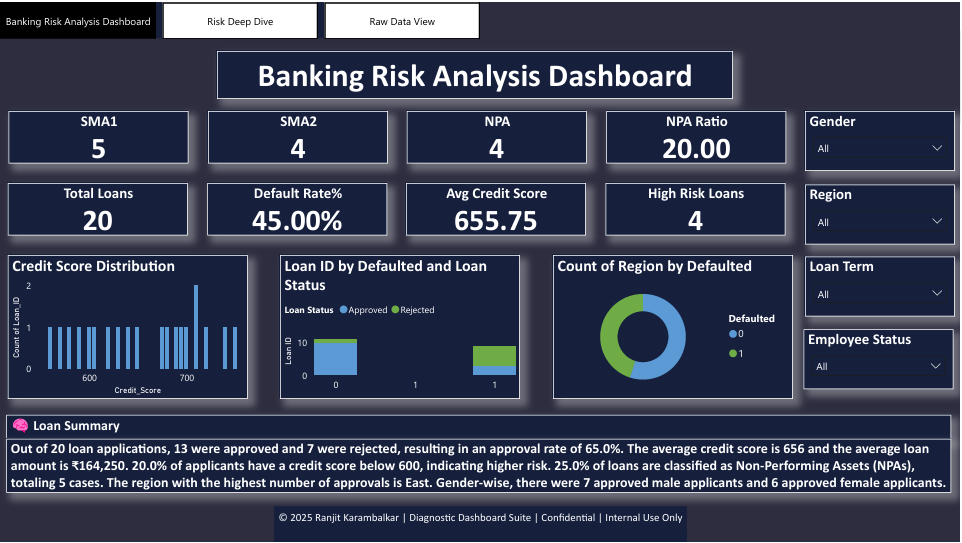 Banking Risk Analysis Dashboard
Risk Deep Dive
Raw Data View
Banking Risk Analysis Dashboard
SMA1
5
SMA2
4
NPA
4
NPA Ratio
20.00
Gender
All
Total Loans
20
Default Rate%
45.00%
Avg Credit Score
655.75
High Risk Loans
4
Region
All
Credit Score Distribution
Count of Loan_ID
2
1
0
600
700
Credit_Score
Loan ID by Defaulted and Loan
Status
Loan Status
Approved
Rejected
Loan ID
10
0
0
1
1
Count of Region by Defaulted
Defaulted
0
1
Loan Term
All
Employee Status
All
Loan Summary
Out of 20 loan applications, 13 were approved and 7 were rejected, resulting in an approval rate of 65.0%. The average credit score is 656 and the average loan
amount is ₹164,250. 20.0% of applicants have a credit score below 600, indicating higher risk. 25.0% of loans are classified as Non-Performing Assets (NPAs),
totaling 5 cases. The region with the highest number of approvals is East. Gender-wise, there were 7 approved male applicants and 6 approved female applicants.
© 2025 Ranjit Karambalkar | Diagnostic Dashboard Suite | Confidential | Internal Use Only